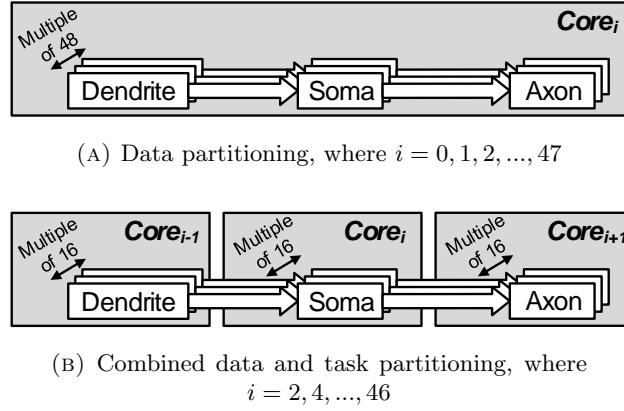 Multiple of 48
Core_i
Dendrite
Soma
Axon
(A) Data partitioning, where i = 0, 1, 2, ..., 47
Multiple of 16
Core_{i-1}
Multiple of 16
Core_i
Multiple of 16
Core_{i+1}
Dendrite
Soma
Axon
(B) Combined data and task partitioning, where
i = 2, 4, ..., 46